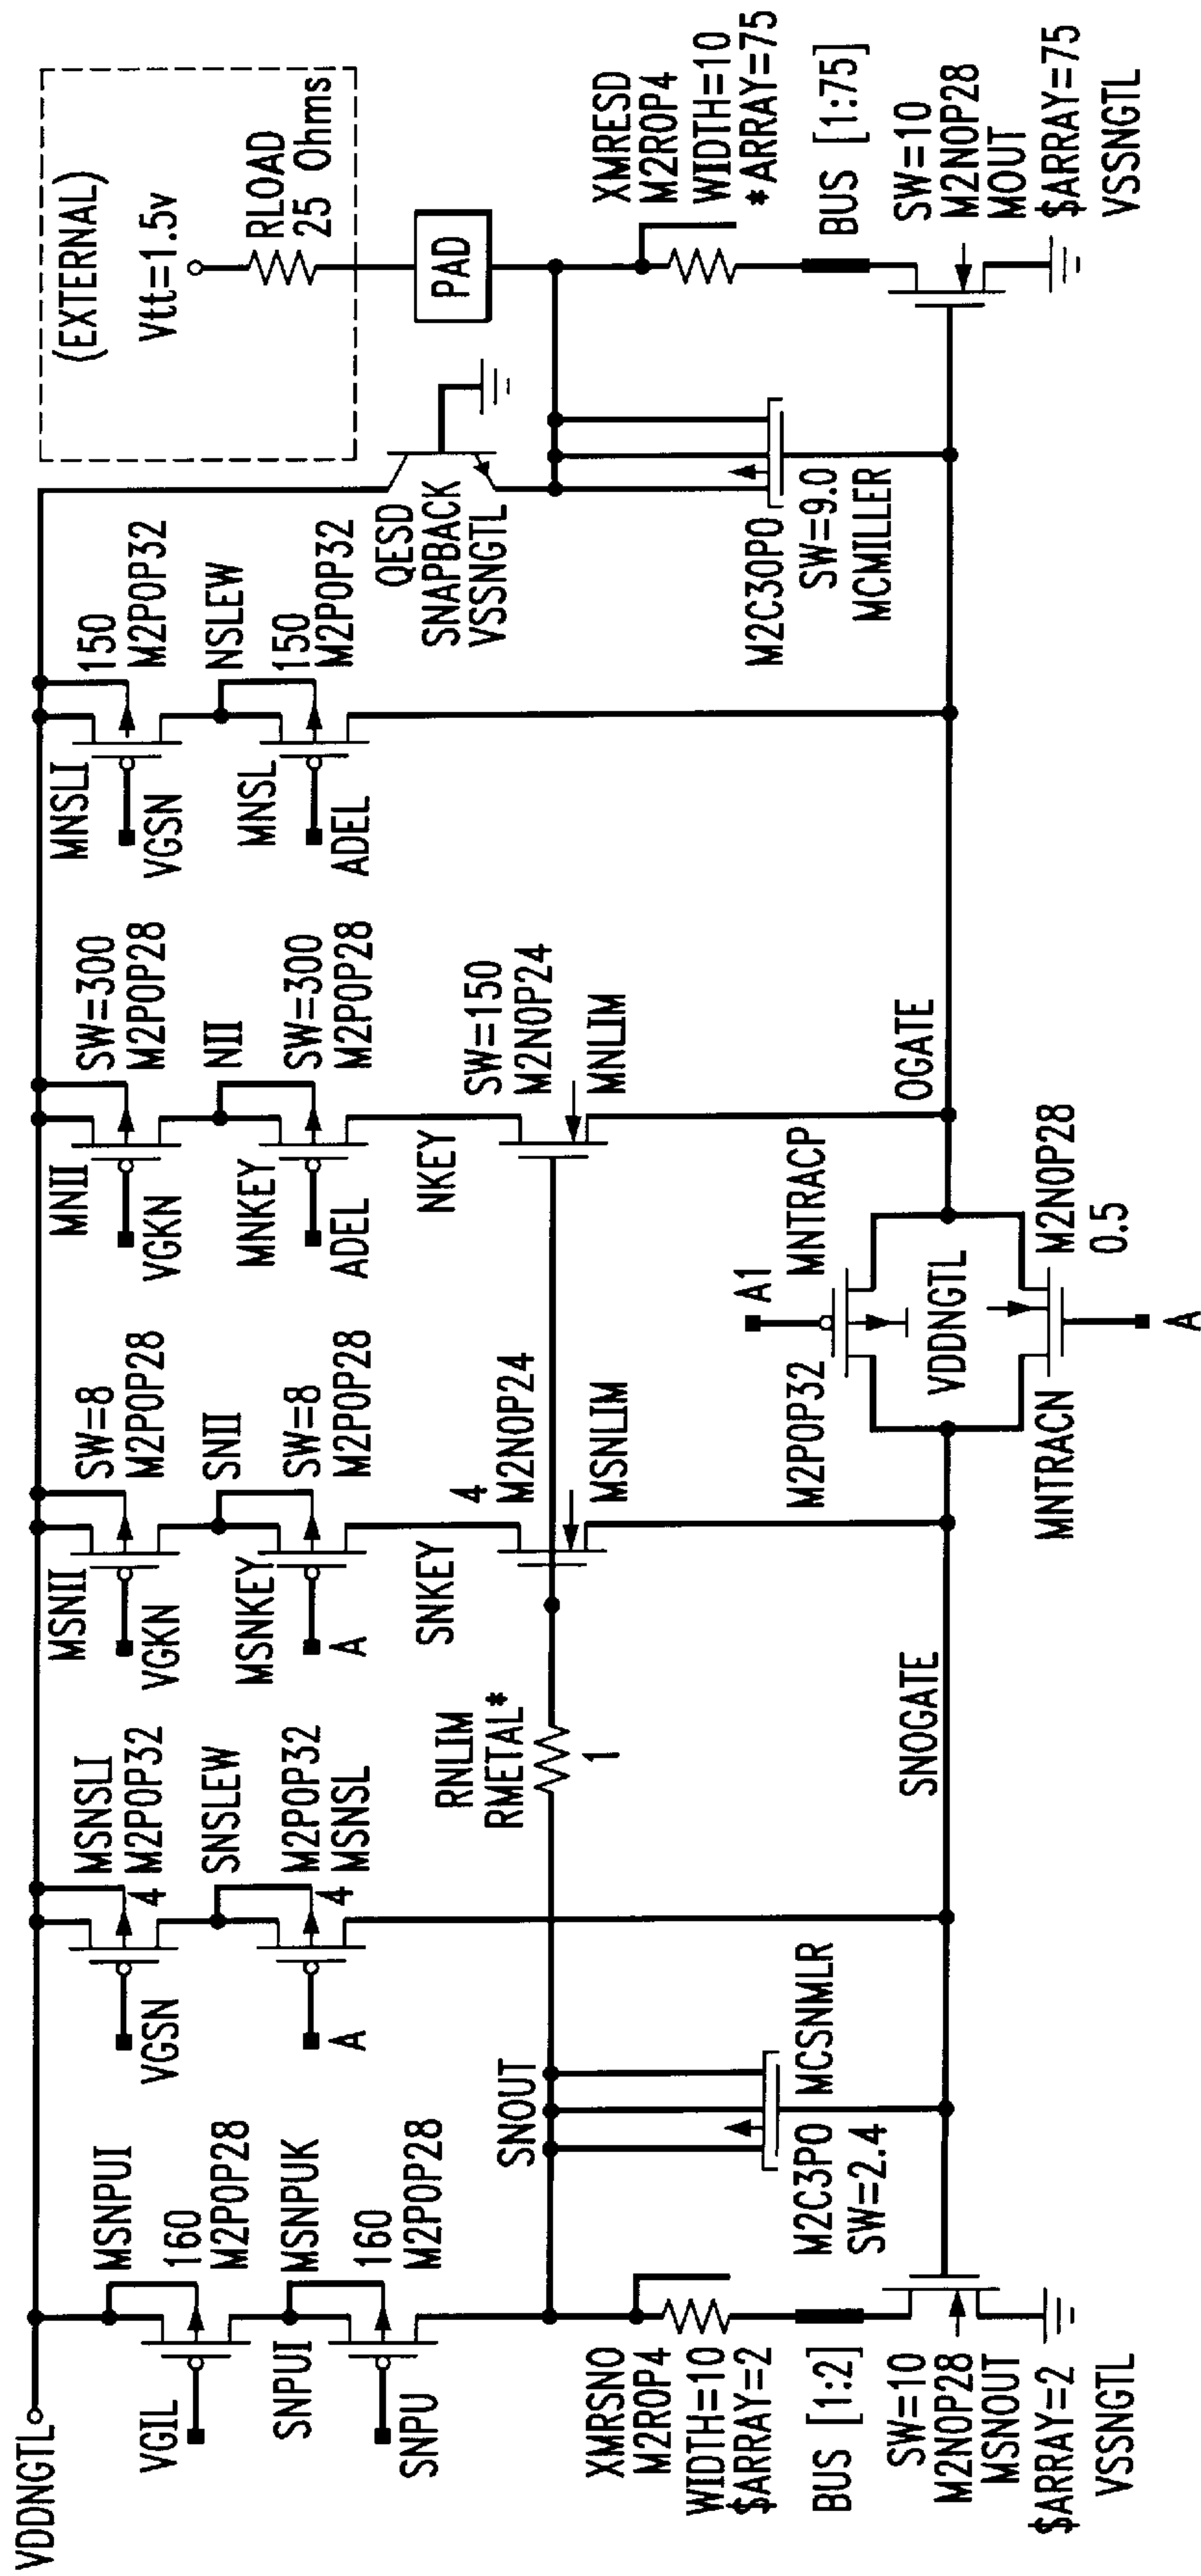 VDDNGTL
MSNPUI
VGIL
160
M2P0P28
SNPUI
MSNPUK
SNPU
160
M2P0P28
MSNSLI
M2P0P32
4
VGSN
SNSLEW
M2P0P32
MSNSL
4
A
MSNII
SW=8
M2P0P28
VGKN
SNII
MSNKEY
SW=8
M2P0P28
A
SNKEY
4
M2N0P24
MSNLIM
MNII
SW=300
M2P0P28
VGKN
NII
MNKEY
SW=300
M2P0P28
ADEL
NKEY
SW=150
M2N0P24
MNLIM
MNSLI
150
M2P0P32
VGSN
NSLEW
MNSL
150
M2P0P32
ADEL
(EXTERNAL)
Vtt=1.5v
RLOAD
25 Ohms
PAD
QESD
SNAPBACK
VSSNGTL
SNOUT
RNLIM
RMETAL*
1
XMRSNO
M2R0P4
WIDTH=10
$ARRAY=2
BUS [1:2]
SW=10
M2N0P28
MSNOUT
$ARRAY=2
VSSNGTL
M2C3P0
SW=2.4
MCSNMLR
SNOGATE
M2P0P32
A1
MNTRACP
VDDNGTL
MNTRACN
M2N0P28
0.5
A
OGATE
M2C30P0
SW=9.0
MCMILLER
XMRESD
M2R0P4
WIDTH=10
*ARRAY=75
BUS [1:75]
SW=10
M2N0P28
MOUT
$ARRAY=75
VSSNGTL